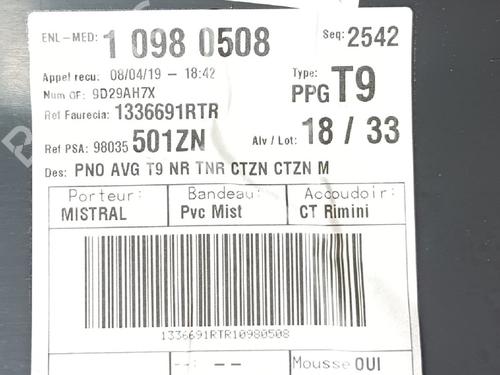 ENL-MED: 1 098 0508 Seq: 2542
Appel recu: 08/04/19 - 18:42 Type: PPG T9
Num OF: 9D29AH7X
Ref Faurecia: 1336691RTR
Ref PSA: 98035 501ZN Alv / Lot: 18 / 33
Des: PNO AVG T9 NR TNR CTZN CTZN M
Porteur: Bandeau: Accoudoir:
MISTRAL Pvc Mist CT Rimini
1336691RTR10980508
--: -- Mousse OUI